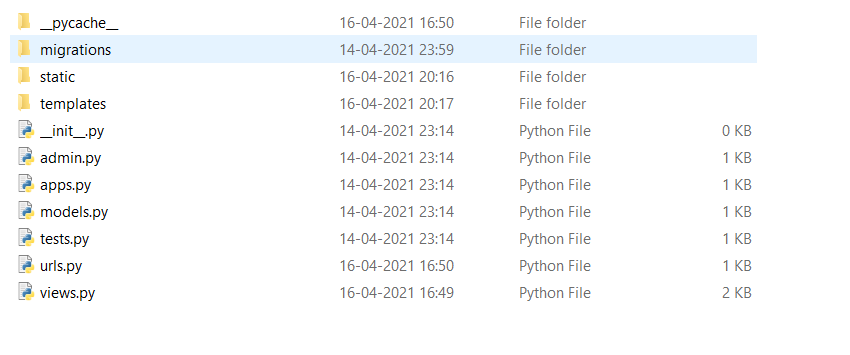 __pycache__ 16-04-2021 16:50 File folder
migrations 14-04-2021 23:59 File folder
static 16-04-2021 20:16 File folder
templates 16-04-2021 20:17 File folder
__init__.py 14-04-2021 23:14 Python File 0 KB
admin.py 14-04-2021 23:14 Python File 1 KB
apps.py 14-04-2021 23:14 Python File 1 KB
models.py 14-04-2021 23:14 Python File 1 KB
tests.py 14-04-2021 23:14 Python File 1 KB
urls.py 16-04-2021 16:50 Python File 1 KB
views.py 16-04-2021 16:49 Python File 2 KB